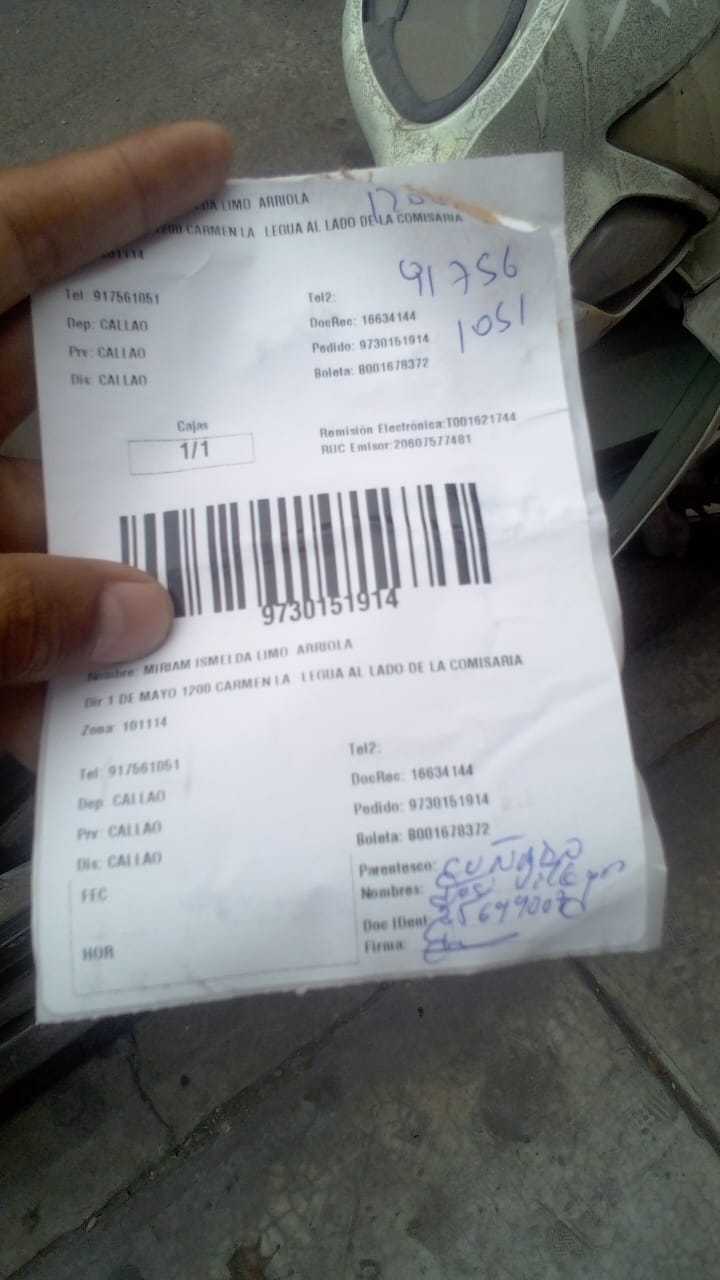 DA LIMO ARRIOLA
1200 CARMEN LA LEGUA AL LADO DE LA COMISARIA
101114
Tel: 917561051 Tel2:
91756
1051
Dep: CALLAO DocRec: 16634144
Prv: CALLAO Pedido: 9730151914
Dis: CALLAO Boleta: B001678372
Cajas
1/1
Remisión Electrónica:T001621744
RUC Emisor:20607577481
9730151914
Nombre: MIRIAM ISMELDA LIMO ARRIOLA
Dir 1 DE MAYO 1200 CARMEN LA LEGUA AL LADO DE LA COMISARIA
Zona: 101114
Tel: 917561051 Tel2:
Dep: CALLAO DocRec: 16634144
Prv: CALLAO Pedido: 9730151914
Dis: CALLAO Boleta: B001678372
FEC
HOR
Parentesco: CUÑADO
Nombres:
Doc IDent
Firma: